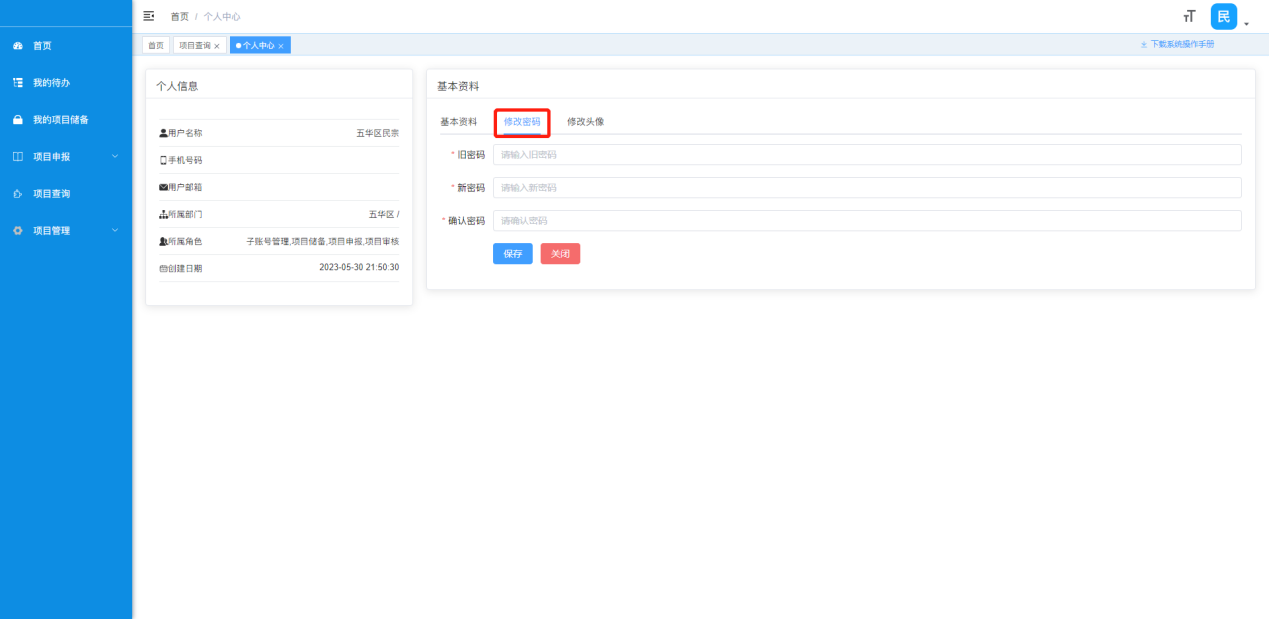 首页 / 个人中心
民
首页
我的待办
我的项目储备
项目申报
项目查询
项目管理
首页 项目查询 × 个人中心 ×
下载系统操作手册
个人信息
用户名称 五华区民宗
手机号码
用户邮箱
所属部门 五华区 /
所属角色 子账号管理,项目储备,项目申报,项目审核
创建日期 2023-05-30 21:50:30
基本资料
基本资料 修改密码 修改头像
* 旧密码 请输入旧密码
* 新密码 请输入新密码
* 确认密码 请确认密码
保存 关闭